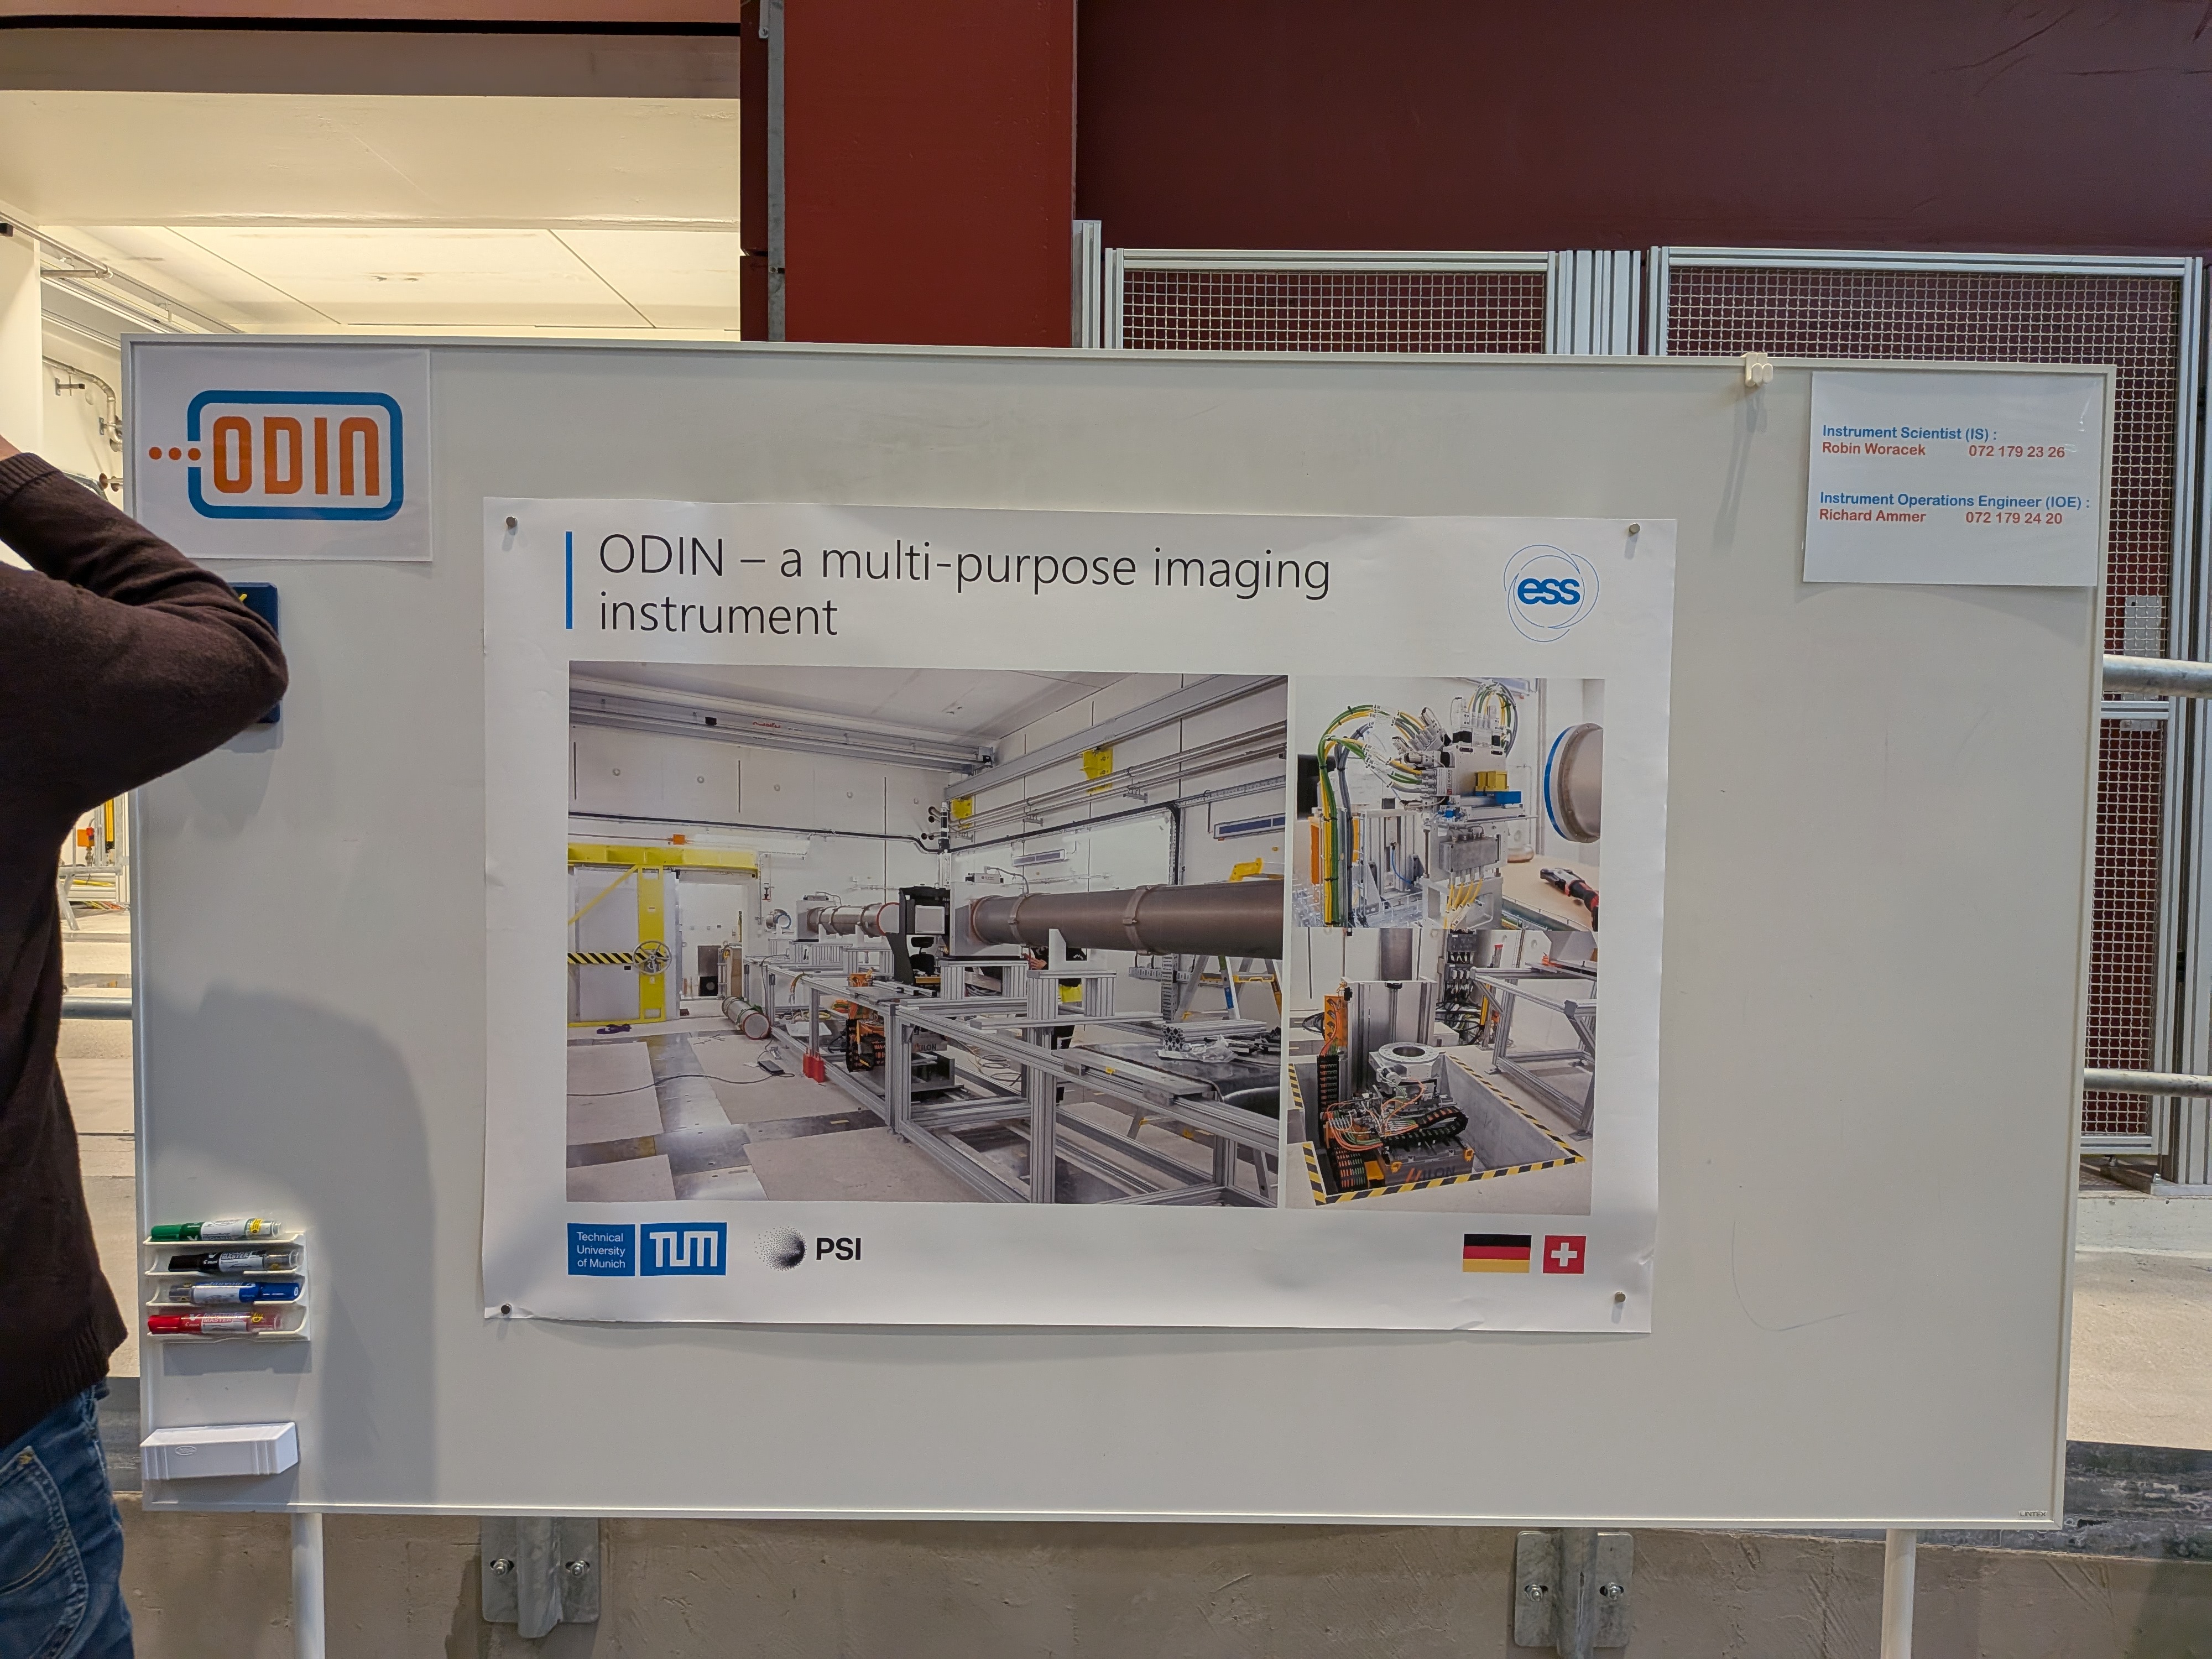 ODIN
Instrument Scientist (IS) :
Robin Woracek 072 179 23 26
Instrument Operations Engineer (IOE) :
Richard Ammer 072 179 24 20
ODIN – a multi-purpose imaging
instrument
ess
Technical
University
of Munich
TUM
PSI
LINTEX